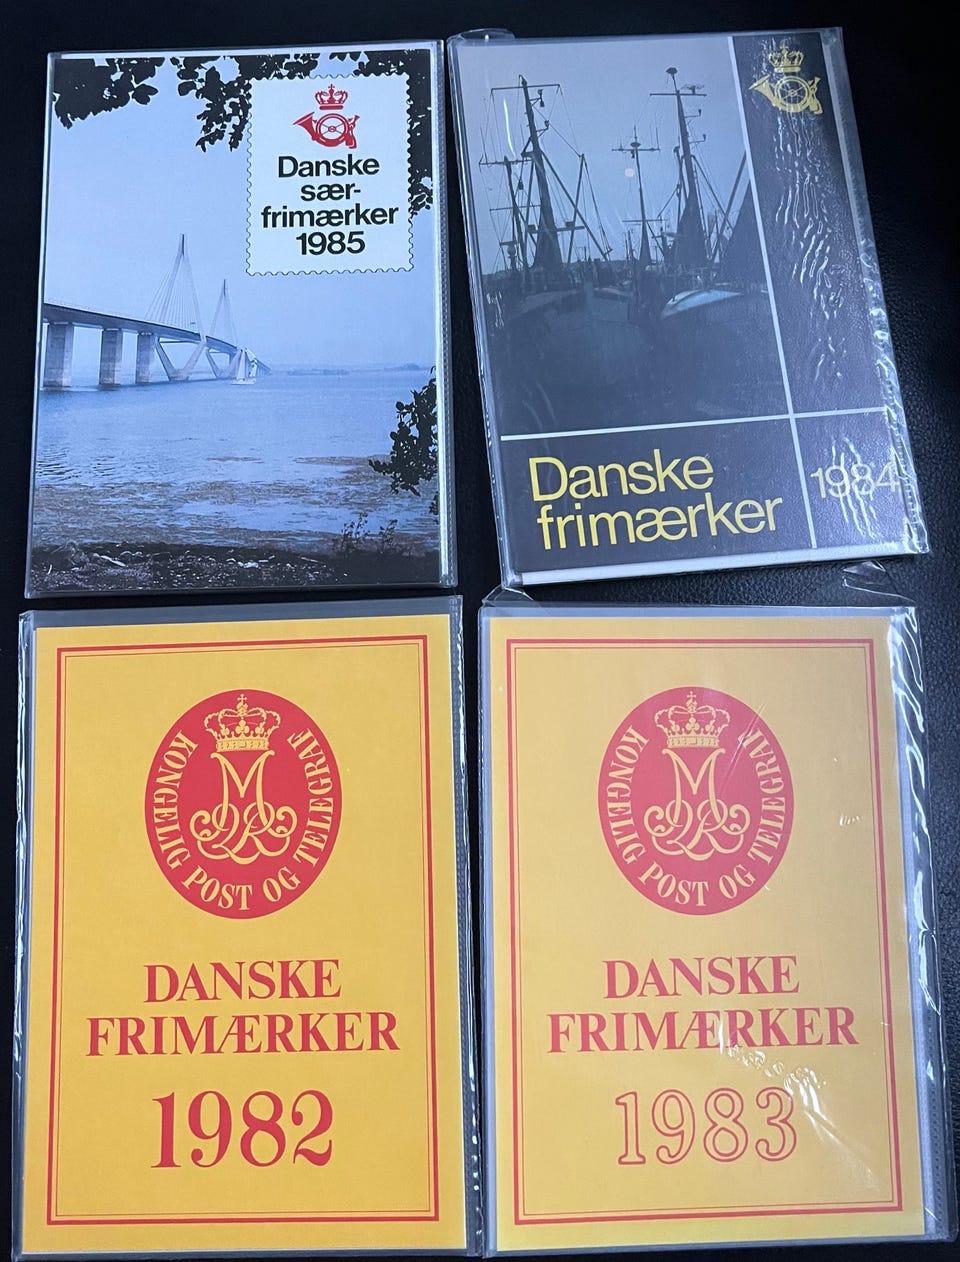 Danske
sær-
frimærker
1985
Danske
frimærker
1984
KONGELIG POST OG TELEGRAF
DANSKE
FRIMÆRKER
1982
KONGELIG POST OG TELEGRAF
DANSKE
FRIMÆRKER
1983